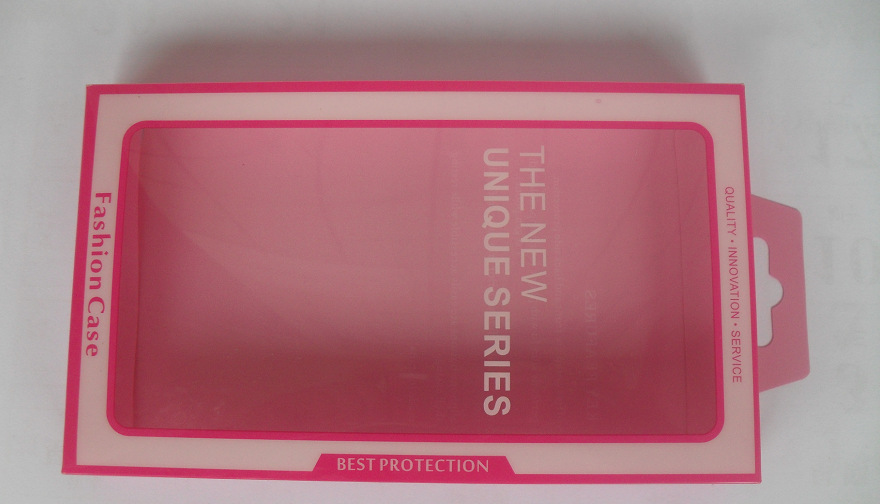 QUALITY • INNOVATION • SERVICE
THE NEW
UNIQUE SERIES
Fashion Case
BEST PROTECTION